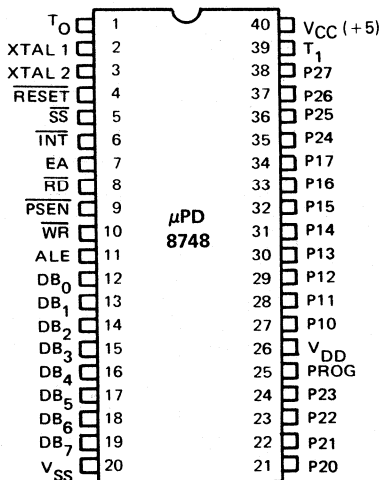 T₀ 1 40 VCC (+5)
XTAL 1 2 39 T₁
XTAL 2 3 38 P27
RESET 4 37 P26
SS 5 36 P25
INT 6 35 P24
EA 7 34 P17
RD 8 33 P16
PSEN 9 32 P15
WR 10 31 P14
μPD
8748
ALE 11 30 P13
DB₀ 12 29 P12
DB₁ 13 28 P11
DB₂ 14 27 P10
DB₃ 15 26 VDD
DB₄ 16 25 PROG
DB₅ 17 24 P23
DB₆ 18 23 P22
DB₇ 19 22 P21
VSS 20 21 P20